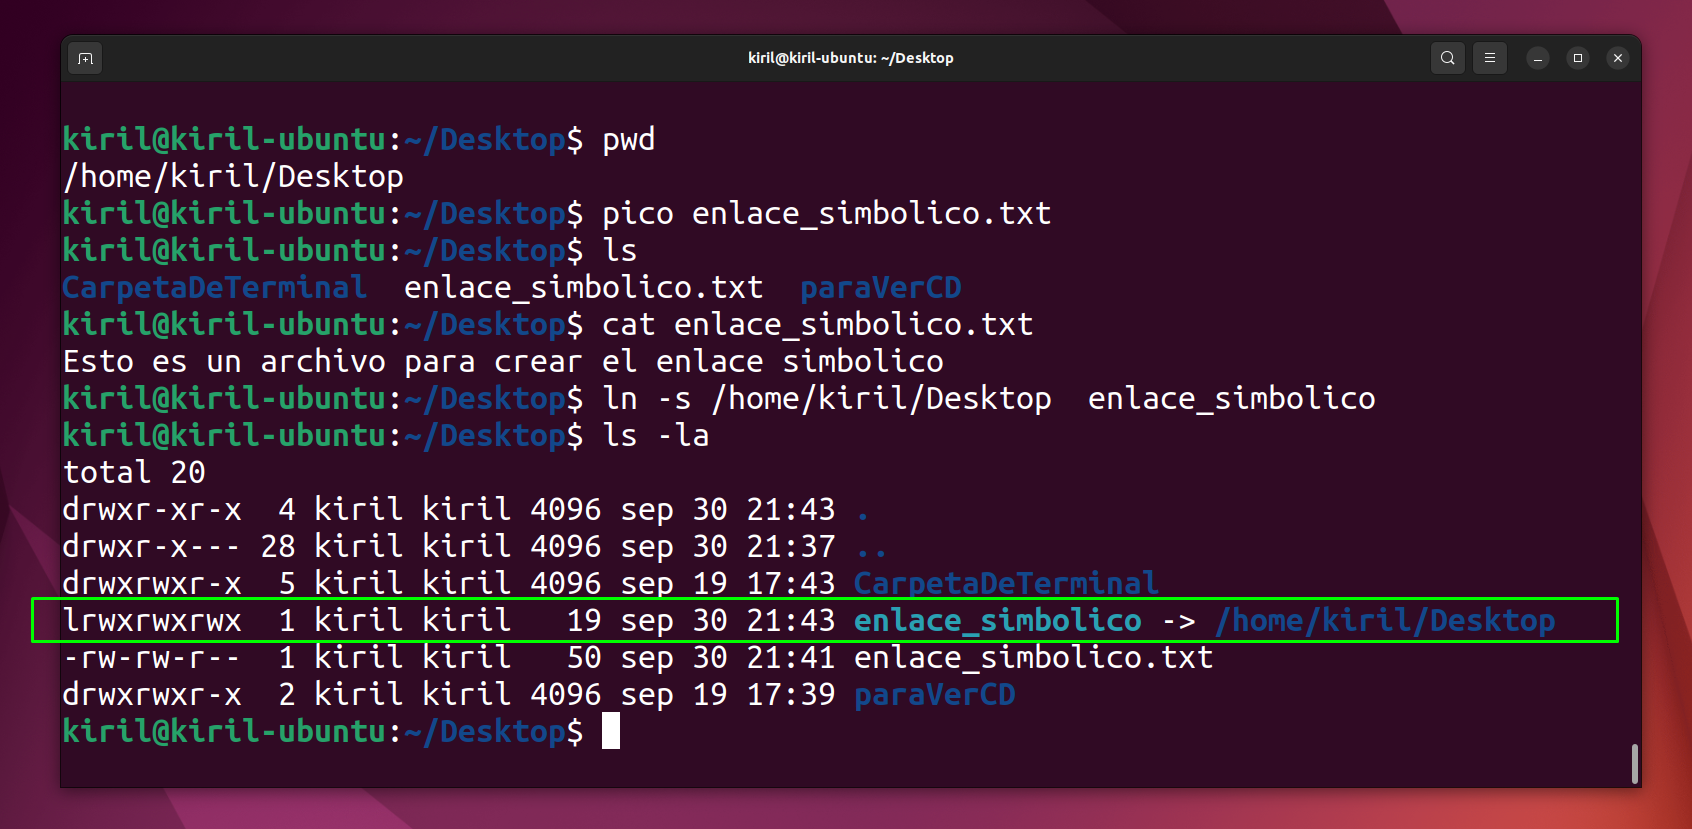 kiril@kiril-ubuntu: ~/Desktop
kiril@kiril-ubuntu:~/Desktop$ pwd
/home/kiril/Desktop
kiril@kiril-ubuntu:~/Desktop$ pico enlace_simbolico.txt
kiril@kiril-ubuntu:~/Desktop$ ls
CarpetaDeTerminal  enlace_simbolico.txt  paraVerCD
kiril@kiril-ubuntu:~/Desktop$ cat enlace_simbolico.txt
Esto es un archivo para crear el enlace simbolico
kiril@kiril-ubuntu:~/Desktop$ ln -s /home/kiril/Desktop  enlace_simbolico
kiril@kiril-ubuntu:~/Desktop$ ls -la
total 20
drwxr-xr-x  4 kiril kiril 4096 sep 30 21:43 .
drwxr-x--- 28 kiril kiril 4096 sep 30 21:37 ..
drwxrwxr-x  5 kiril kiril 4096 sep 19 17:43 CarpetaDeTerminal
lrwxrwxrwx  1 kiril kiril   19 sep 30 21:43 enlace_simbolico -> /home/kiril/Desktop
-rw-rw-r--  1 kiril kiril   50 sep 30 21:41 enlace_simbolico.txt
drwxrwxr-x  2 kiril kiril 4096 sep 19 17:39 paraVerCD
kiril@kiril-ubuntu:~/Desktop$